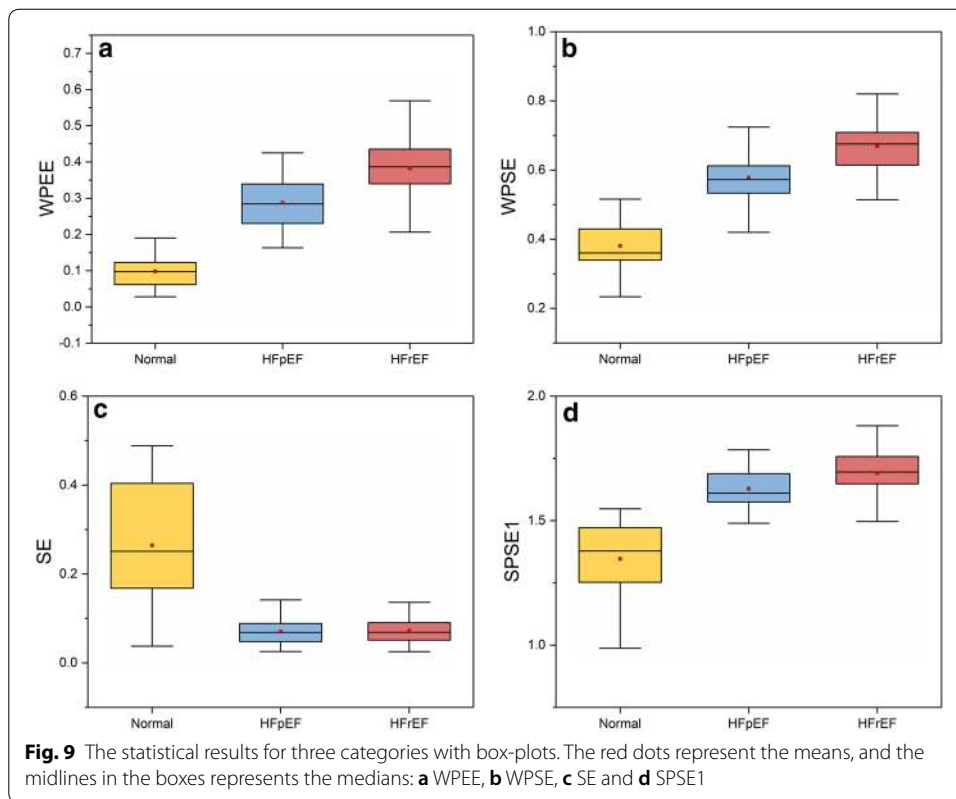 a
WPEE
0.7
0.6
0.5
0.4
0.3
0.2
0.1
0.0
-0.1
Normal HFpEF HFrEF
b
WPSE
1.0
0.8
0.6
0.4
0.2
Normal HFpEF HFrEF
c
SE
0.6
0.4
0.2
0.0
Normal HFpEF HFrEF
d
SPSE1
2.0
1.5
1.0
Normal HFpEF HFrEF
Fig. 9 The statistical results for three categories with box-plots. The red dots represent the means, and the
midlines in the boxes represents the medians: a WPEE, b WPSE, c SE and d SPSE1